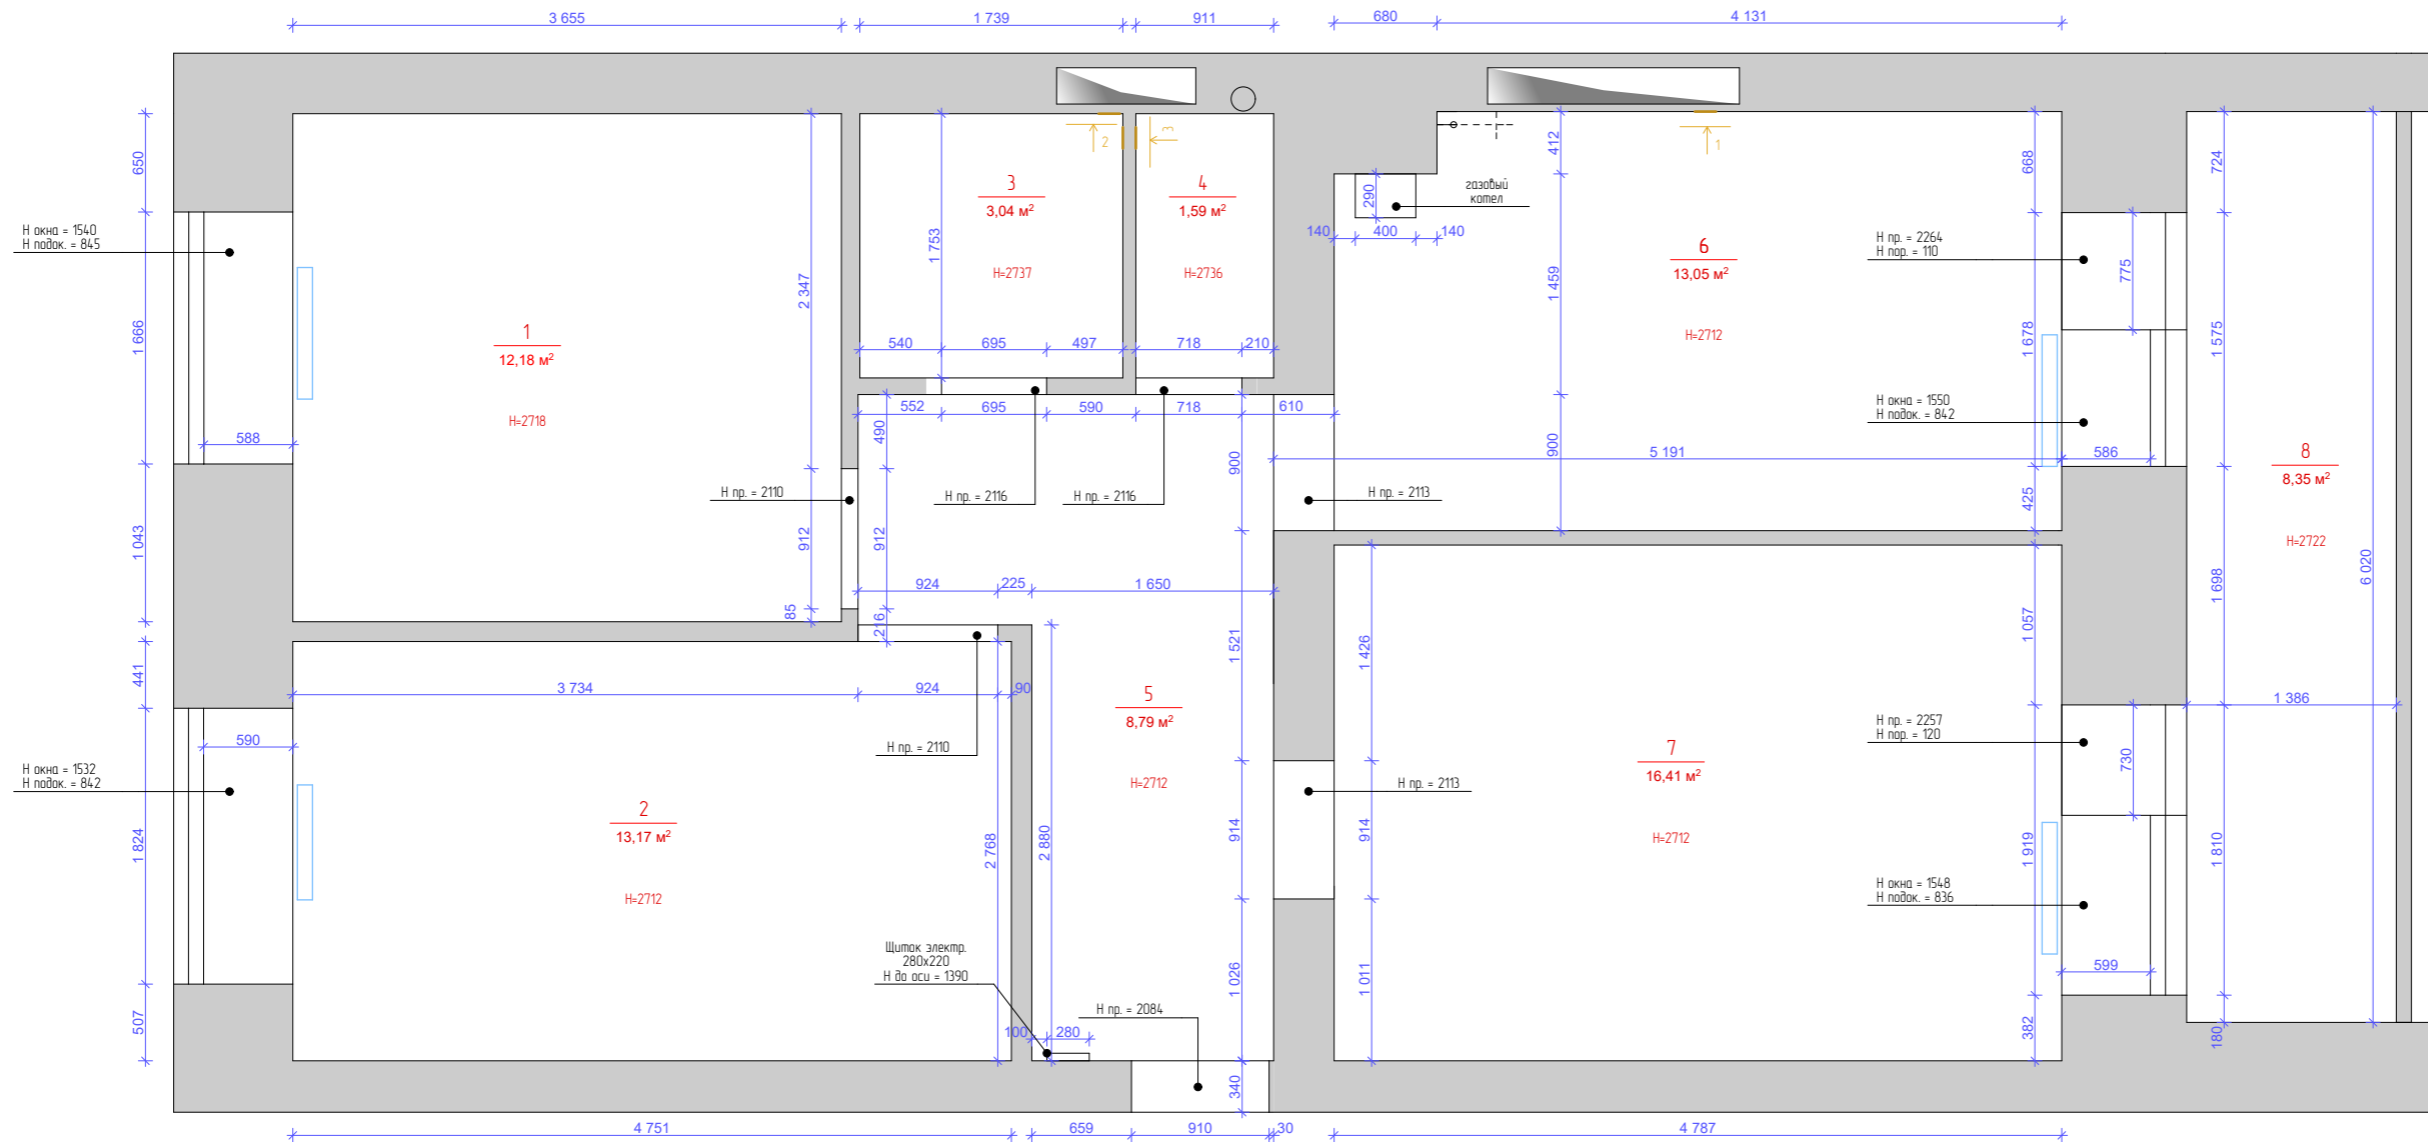 3 655
1 739
911
680
4 131
650
1 666
1 043
441
1 824
507
H окна = 1540
H подок. = 845
588
1
12,18 м²
H=2718
2 347
912
85
H пр. = 2110
3
3,04 м²
H=2737
1 753
540
695
497
2
3
4
1,59 м²
H=2736
718
210
552
695
590
718
610
490
912
216
H пр. = 2116
H пр. = 2116
900
924
225
1 650
1 521
914
1 026
340
газовый
котел
290
140
400
140
412
1 459
900
1
6
13,05 м²
H=2712
5 191
H пр. = 2113
H пр. = 2264
H пор. = 110
775
668
1 678
425
H окна = 1550
H подок. = 842
586
724
1 575
1 698
1 810
180
8
8,35 м²
H=2722
6 020
1 386
H окна = 1532
H подок. = 842
590
3 734
924
90
2
13,17 м²
H=2712
2 768
H пр. = 2110
2 880
5
8,79 м²
H=2712
Щиток электр.
280х220
H до оси = 1390
100
280
H пр. = 2084
1 426
914
1 011
H пр. = 2113
7
16,41 м²
H=2712
1 057
1 919
382
H пр. = 2257
H пор. = 120
730
H окна = 1548
H подок. = 836
599
4 751
659
910
30
4 787